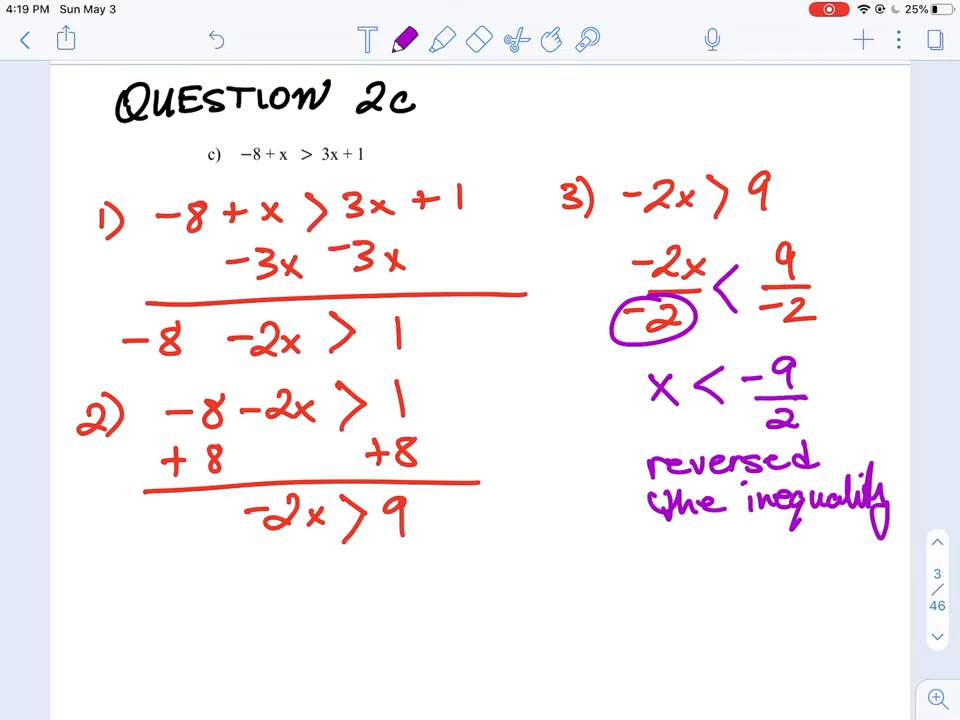 4:19 PM Sun May 3
25%
T
QUESTION 2c
c) −8 + x > 3x + 1
1) -8 + x > 3x + 1
-3x -3x
-8 -2x > 1
2) -8 -2x > 1
+8 +8
-2x > 9
3) -2x > 9
-2x/-2 < 9/-2
x < -9/2
reversed
the inequality
3
/
46